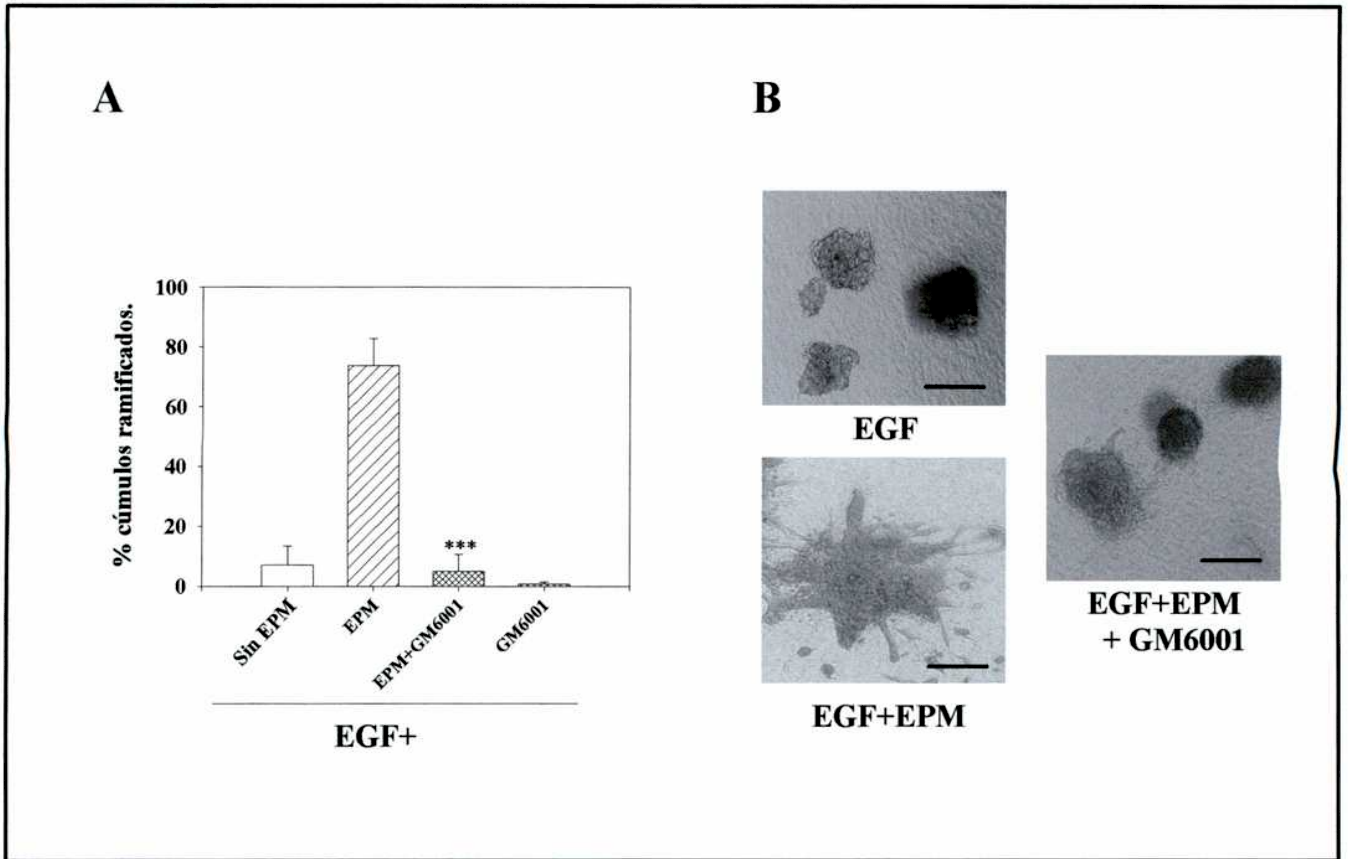 A
B
% cúmulos ramificados.
100
80
60
40
20
0
***
Sin EPM
EPM
EPM+GM6001
GM6001
EGF+
EGF
EGF+EPM
EGF+EPM
+ GM6001